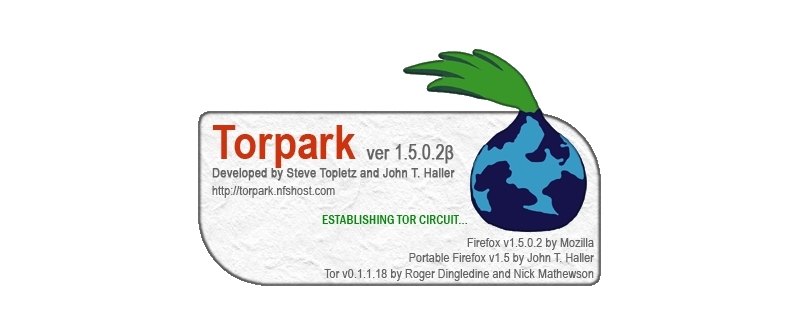 Torpark ver 1.5.0.2β
Developed by Steve Topletz and John T. Haller
http://torpark.nfshost.com
ESTABLISHING TOR CIRCUIT...
Firefox v1.5.0.2 by Mozilla
Portable Firefox v1.5 by John T. Haller
Tor v0.1.1.18 by Roger Dingledine and Nick Mathewson